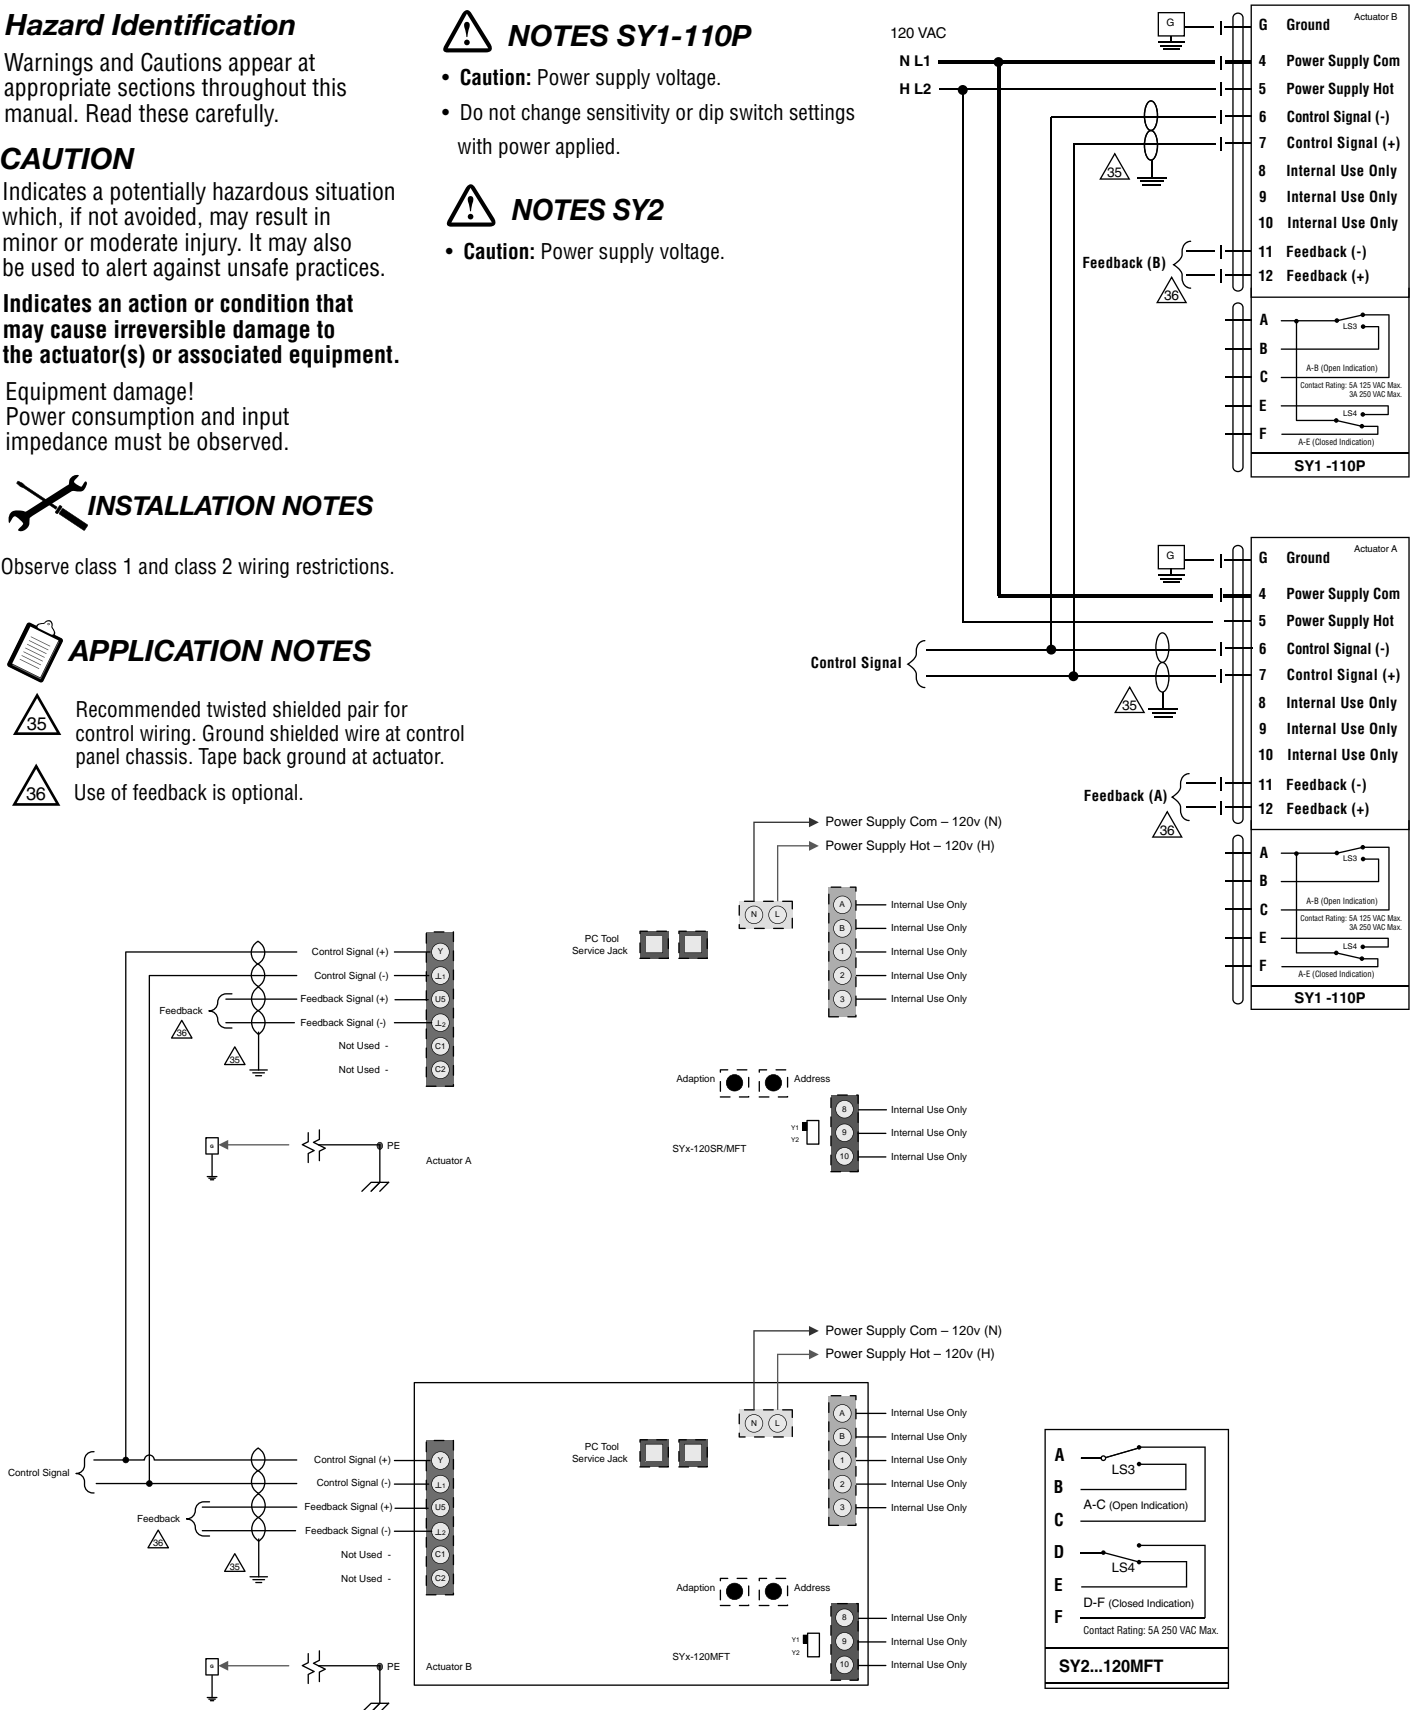 Hazard Identification
Warnings and Cautions appear at
appropriate sections throughout this
manual. Read these carefully.
CAUTION
Indicates a potentially hazardous situation
which, if not avoided, may result in
minor or moderate injury. It may also
be used to alert against unsafe practices.
Indicates an action or condition that
may cause irreversible damage to
the actuator(s) or associated equipment.
Equipment damage!
Power consumption and input
impedance must be observed.
INSTALLATION NOTES
Observe class 1 and class 2 wiring restrictions.
APPLICATION NOTES
35 Recommended twisted shielded pair for
control wiring. Ground shielded wire at control
panel chassis. Tape back ground at actuator.
36 Use of feedback is optional.
! NOTES SY1-110P
• Caution: Power supply voltage.
• Do not change sensitivity or dip switch settings
with power applied.
! NOTES SY2
• Caution: Power supply voltage.
120 VAC
N L1
H L2
G
Actuator B
G Ground
4 Power Supply Com
5 Power Supply Hot
6 Control Signal (-)
7 Control Signal (+)
35
8 Internal Use Only
9 Internal Use Only
10 Internal Use Only
Feedback (B)
36
11 Feedback (-)
12 Feedback (+)
A
LS3
B
A-B (Open Indication)
C
Contact Rating: 5A 125 VAC Max.
3A 250 VAC Max.
E
LS4
F
A-E (Closed Indication)
SY1 -110P
G
Actuator A
G Ground
4 Power Supply Com
5 Power Supply Hot
6 Control Signal (-)
Control Signal
7 Control Signal (+)
35
8 Internal Use Only
9 Internal Use Only
10 Internal Use Only
Feedback (A)
36
11 Feedback (-)
12 Feedback (+)
A
LS3
B
A-B (Open Indication)
C
Contact Rating: 5A 125 VAC Max.
3A 250 VAC Max.
E
LS4
F
A-E (Closed Indication)
SY1 -110P
Power Supply Com – 120v (N)
Power Supply Hot – 120v (H)
N L
A Internal Use Only
B Internal Use Only
1 Internal Use Only
2 Internal Use Only
3 Internal Use Only
PC Tool
Service Jack
Control Signal (+) Y
Control Signal (-) ⊥1
Feedback Signal (+) U5
Feedback
36
Feedback Signal (-) ⊥2
35
Not Used - C1
Not Used - C2
Adaption Address
8 Internal Use Only
Y1
Y2
9 Internal Use Only
10 Internal Use Only
SYx-120SR/MFT
G
PE
Actuator A
Power Supply Com – 120v (N)
Power Supply Hot – 120v (H)
N L
A Internal Use Only
B Internal Use Only
1 Internal Use Only
2 Internal Use Only
3 Internal Use Only
PC Tool
Service Jack
Control Signal
Control Signal (+) Y
Control Signal (-) ⊥1
Feedback Signal (+) U5
Feedback
36
Feedback Signal (-) ⊥2
35
Not Used - C1
Not Used - C2
Adaption Address
8 Internal Use Only
Y1
Y2
9 Internal Use Only
10 Internal Use Only
SYx-120MFT
G
PE
Actuator B
A
LS3
B
A-C (Open Indication)
C
D
LS4
E
D-F (Closed Indication)
F
Contact Rating: 5A 250 VAC Max.
SY2...120MFT